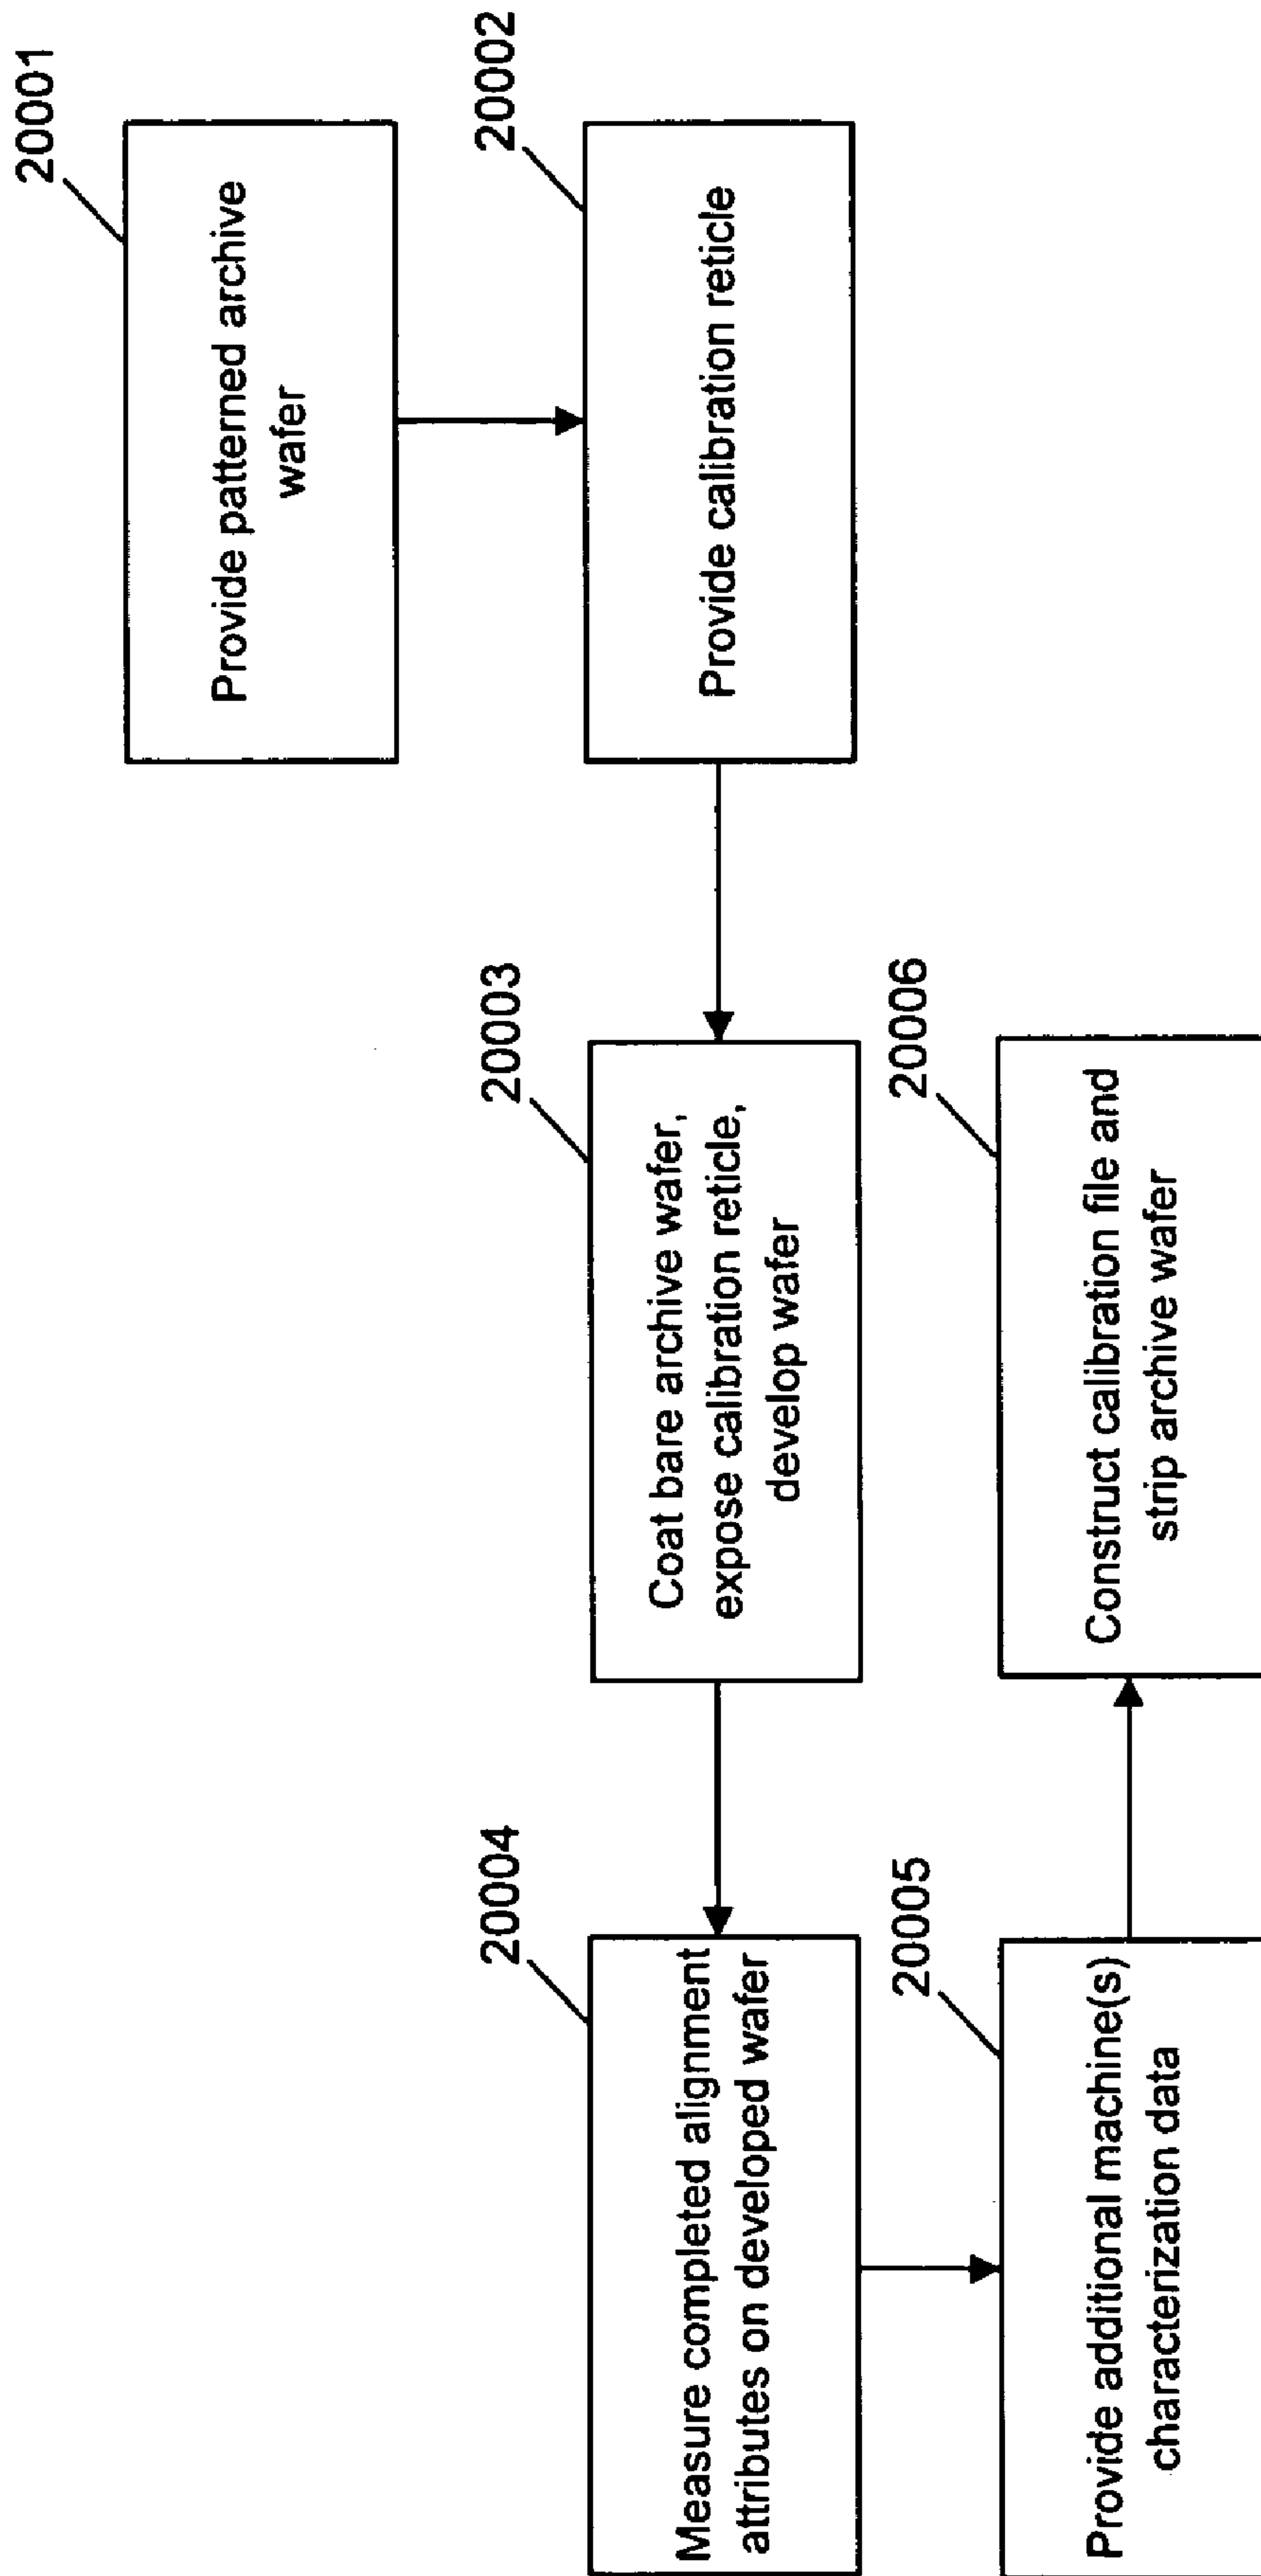 20001
Provide patterned archive
wafer
20002
Provide calibration reticle
20003
Coat bare archive wafer,
expose calibration reticle,
develop wafer
20004
Measure completed alignment
attributes on developed wafer
20005
Provide additional machine(s)
characterization data
20006
Construct calibration file and
strip archive wafer